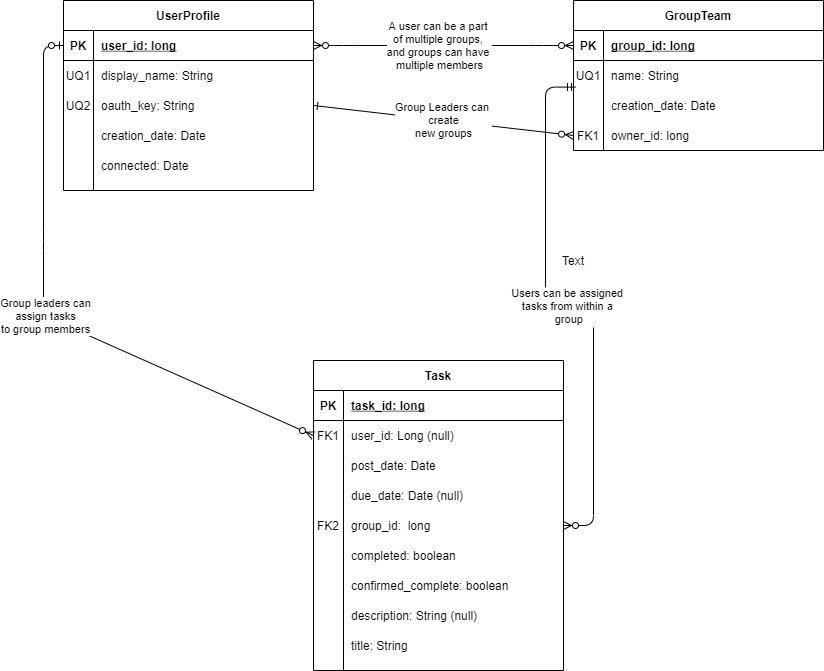 UserProfile
PK user_id: long
UQ1 display_name: String
UQ2 oauth_key: String
creation_date: Date
connected: Date
A user can be a part
of multiple groups,
and groups can have
multiple members
Group Leaders can
create
new groups
GroupTeam
PK group_id: long
UQ1 name: String
creation_date: Date
FK1 owner_id: long
Text
Users can be assigned
tasks from within a
group
Group leaders can
assign tasks
to group members
Task
PK task_id: long
FK1 user_id: Long (null)
post_date: Date
due_date: Date (null)
FK2 group_id: long
completed: boolean
confirmed_complete: boolean
description: String (null)
title: String